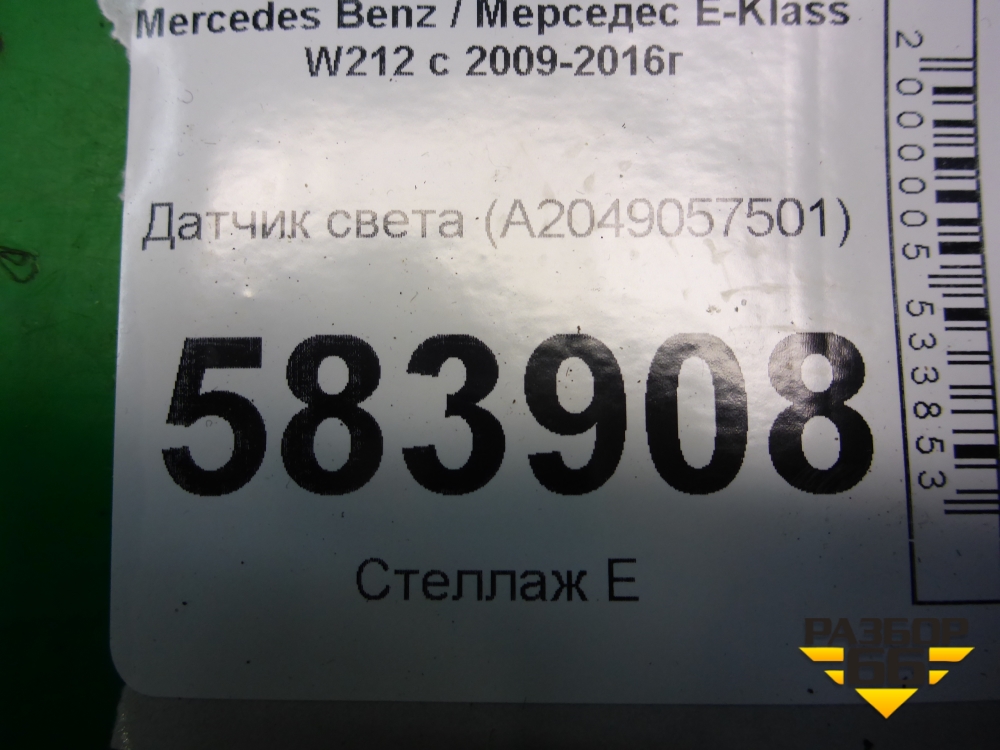 Mercedes Benz / Мерседес E-Klass
W212 с 2009-2016г
Датчик света (A2049057501)
583908
Стеллаж Е
2000005533853
РАЗБОР
66